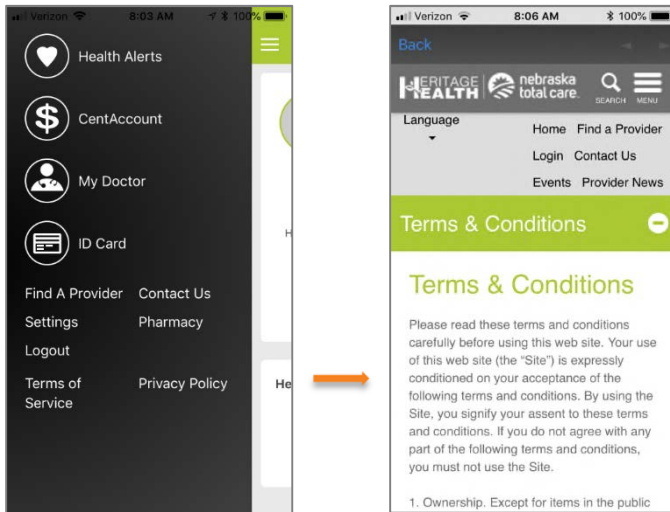 Verizon 8:03 AM 100%
Health Alerts
$
CentAccount
My Doctor
ID Card
Find A Provider Contact Us
Settings Pharmacy
Logout
Terms of Service Privacy Policy
H
He
Verizon 8:06 AM 100%
Back
HERITAGE HEALTH nebraska total care.
SEARCH MENU
Language
Home Find a Provider
Login Contact Us
Events Provider News
Terms & Conditions
Terms & Conditions
Please read these terms and conditions
carefully before using this web site. Your use
of this web site (the “Site”) is expressly
conditioned on your acceptance of the
following terms and conditions. By using the
Site, you signify your assent to these terms
and conditions. If you do not agree with any
part of the following terms and conditions,
you must not use the Site.
1. Ownership. Except for items in the public